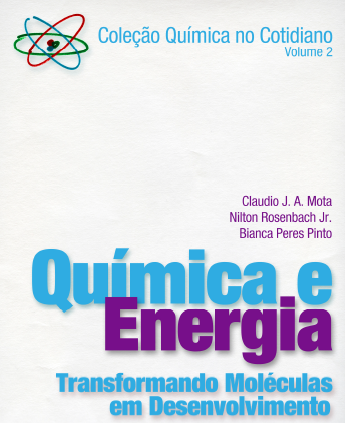 Coleção Química no Cotidiano
Volume 2
Claudio J. A. Mota
Nilton Rosenbach Jr.
Bianca Peres Pinto
Química e
Energia
Transformando Moléculas
em Desenvolvimento